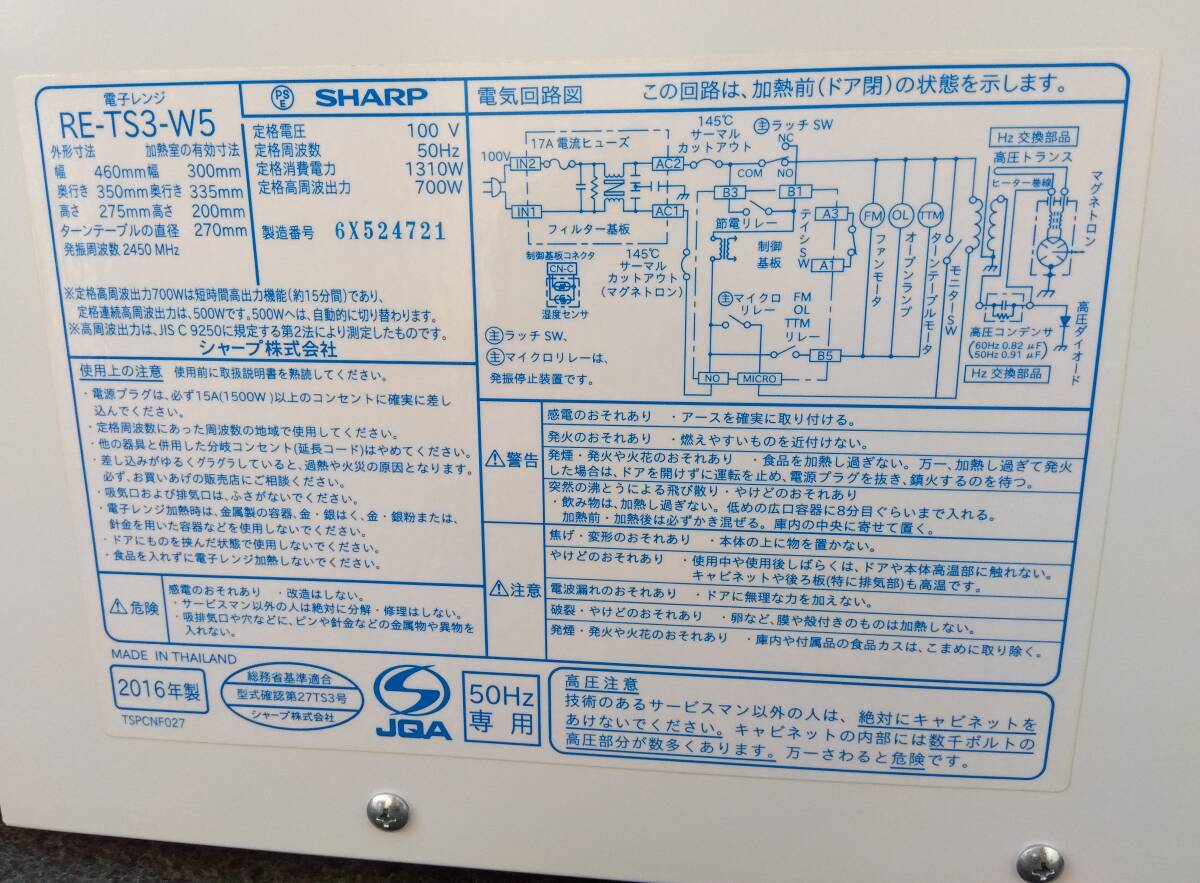 電子レンジ
RE-TS3-W5
外形寸法 加熱室の有効寸法
幅 460mm 幅 300mm
奥行き 350mm 奥行き 335mm
高さ 275mm 高さ 200mm
ターンテーブルの直径 270mm
発振周波数 2450 MHz
PS
E
SHARP
定格電圧 100 V
定格周波数 50Hz
定格消費電力 1310W
定格高周波出力 700W
製造番号 6X524721
※定格高周波出力700Wは短時間高出力機能(約15分間)であり、
定格連続高周波出力は、500Wです。500Wへは、自動的に切り替わります。
※高周波出力は、JIS C 9250に規定する第2法により測定したものです。
シャープ株式会社
使用上の注意 使用前に取扱説明書を熟読してください。
・電源プラグは、必ず15A(1500W)以上のコンセントに確実に差し
込んでください。
・定格周波数にあった周波数の地域で使用してください。
・他の器具と併用した分岐コンセント(延長コード)はやめてください。
・差し込みがゆるくグラグラしていると、過熱や火災の原因となります。
必ず、お買いあげの販売店にご相談ください。
・吸気口および排気口は、ふさがないでください。
・電子レンジ加熱時は、金属製の容器、金・銀はく、金・銀粉または、
針金を用いた容器などを使用しないでください。
・ドアにものを挟んだ状態で使用しないでください。
・食品を入れずに電子レンジ加熱しないでください。
⚠危険
感電のおそれあり ・改造はしない。
・サービスマン以外の人は絶対に分解・修理はしない。
・吸排気口や穴などに、ピンや針金などの金属物や異物を
入れない。
電気回路図 この回路は、加熱前(ドア閉)の状態を示します。
100V
IN2
17A 電流ヒューズ
AC2
IN1
フィルター基板
AC1
145℃
サーマル
カットアウト
主ラッチ SW
NC
COM
NO
B3
B1
節電リレー
制御
基板
テイシSW
A3
A1
FM
ファンモータ
OL
オーブンランプ
TTM
ターンテーブルモータ
モニターSW
Hz 交換部品
高圧トランス
ヒーター巻線
マグネトロン
制御基板コネクタ
CN-C
湿度センサ
145℃
サーマル
カットアウト
(マグネトロン)
主マイクロ
リレー
FM
OL
TTM
リレー
B5
NO
MICRO
高圧コンデンサ
(60Hz 0.82 μF
50Hz 0.91 μF)
Hz 交換部品
高圧ダイオード
主ラッチSW、
主マイクロリレーは、
発振停止装置です。
⚠警告
感電のおそれあり ・アースを確実に取り付ける。
発火のおそれあり ・燃えやすいものを近付けない。
発煙・発火や火花のおそれあり ・食品を加熱し過ぎない。万一、加熱し過ぎて発火
した場合は、ドアを開けずに運転を止め、電源プラグを抜き、鎮火するのを待つ。
突然の沸とうによる飛び散り・やけどのおそれあり
・飲み物は、加熱し過ぎない。低めの広口容器に8分目ぐらいまで入れる。
加熱前・加熱後は必ずかき混ぜる。庫内の中央に寄せて置く。
⚠注意
焦げ・変形のおそれあり ・本体の上に物を置かない。
やけどのおそれあり ・使用中や使用後しばらくは、ドアや本体高温部に触れない。
キャビネットや後ろ板(特に排気部)も高温です。
電波漏れのおそれあり ・ドアに無理な力を加えない。
破裂・やけどのおそれあり ・卵など、膜や殻付きのものは加熱しない。
発煙・発火や火花のおそれあり ・庫内や付属品の食品カスは、こまめに取り除く。
MADE IN THAILAND
2016年製
TSPCNF027
総務省基準適合
型式確認第27TS3号
シャープ株式会社
JQA
50Hz
専用
高圧注意
技術のあるサービスマン以外の人は、絶対にキャビネットを
あけないでください。キャビネットの内部には数千ボルトの
高圧部分が数多くあります。万一さわると危険です。